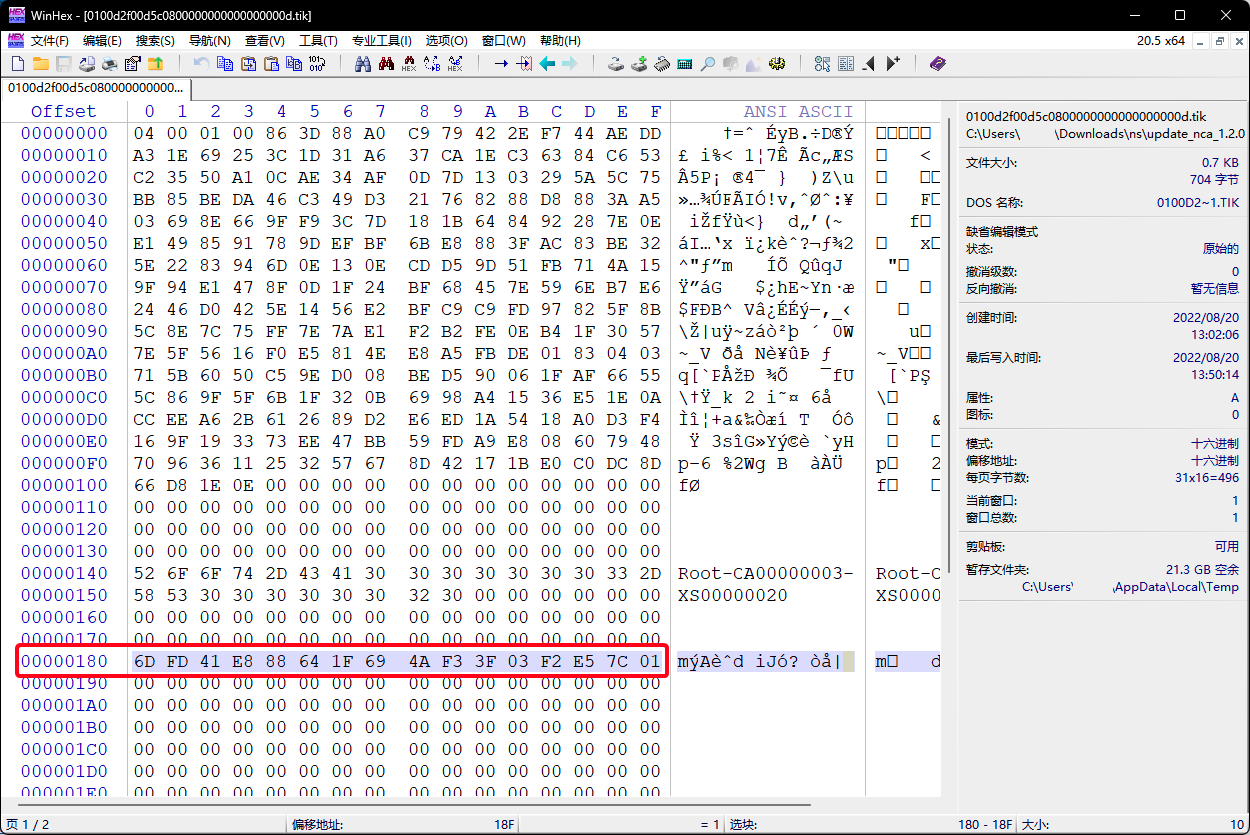 WinHex - [0100d2f00d5c0800000000000000000d.tik]
文件(F) 编辑(E) 搜索(S) 导航(N) 查看(V) 工具(T) 专业工具(I) 选项(O) 窗口(W) 帮助(H) 20.5 x64
0100d2f00d5c080000000000...
Offset 0 1 2 3 4 5 6 7 8 9 A B C D E F ANSI ASCII
00000000 04 00 01 00 86 3D 88 A0 C9 79 42 2E F7 44 AE DD †=ˆ ÉyB.÷D®Ý
00000010 A3 1E 69 25 3C 1D 31 A6 37 CA 1E C3 63 84 C6 53 £ i%< 1¦7Ê Ãc„ÆS
00000020 C2 35 50 A1 0C AE 34 AF 0D 7D 13 03 29 5A 5C 75 Â5P¡ ®4¯ } )Z\u
00000030 BB 85 BE DA 46 C3 49 D3 21 76 82 88 D8 88 3A A5 »…¾ÚFÃIÓ!v‚ˆØˆ:¥
00000040 03 69 8E 66 9F F9 3C 7D 18 1B 64 84 92 28 7E 0E iŽfŸù<} d„’(~
00000050 E1 49 85 91 78 9D EF BF 6B E8 88 3F AC 83 BE 32 áI…‘x ï¿kèˆ?¬ƒ¾2
00000060 5E 22 83 94 6D 0E 13 0E CD D5 9D 51 FB 71 4A 15 ^"ƒ”m ÍÕ QûqJ
00000070 9F 94 E1 47 8F 0D 1F 24 BF 68 45 7E 59 6E B7 E6 Ÿ”áG $¿hE~Yn·æ
00000080 24 46 D0 42 5E 14 56 E2 BF C9 C9 FD 97 82 5F 8B $FÐB^ Vâ¿ÉÉý—‚_‹
00000090 5C 8E 7C 75 FF 7E 7A E1 F2 B2 FE 0E B4 1F 30 57 \Ž|uÿ~záò²þ ´ 0W
000000A0 7E 5F 56 16 F0 E5 81 4E E8 A5 FB DE 01 83 04 03 ~_V ðå Nè¥ûÞ ƒ
000000B0 71 5B 60 50 C5 9E D0 08 BE D5 90 06 1F AF 66 55 q[`PÅžÐ ¾Õ ¯fU
000000C0 5C 86 9F 5F 6B 1F 32 0B 69 98 A4 15 36 E5 1E 0A \†Ÿ_k 2 i˜¤ 6å
000000D0 CC EE A6 2B 61 26 89 D2 E6 ED 1A 54 18 A0 D3 F4 Ìî¦+a&‰Òæí T Óô
000000E0 16 9F 19 33 73 EE 47 BB 59 FD A9 E8 08 60 79 48 Ÿ 3sîG»Yý©è `yH
000000F0 70 96 36 11 25 32 57 67 8D 42 17 1B E0 C0 DC 8D p–6 %2Wg B àÀÜ
00000100 66 D8 1E 0E 00 00 00 00 00 00 00 00 00 00 00 00 fØ
00000110 00 00 00 00 00 00 00 00 00 00 00 00 00 00 00 00
00000120 00 00 00 00 00 00 00 00 00 00 00 00 00 00 00 00
00000130 00 00 00 00 00 00 00 00 00 00 00 00 00 00 00 00
00000140 52 6F 6F 74 2D 43 41 30 30 30 30 30 30 30 33 2D Root-CA00000003- Root-C
00000150 58 53 30 30 30 30 30 30 32 30 00 00 00 00 00 00 XS00000020 XS0000
00000160 00 00 00 00 00 00 00 00 00 00 00 00 00 00 00 00
00000170 00 00 00 00 00 00 00 00 00 00 00 00 00 00 00 00
00000180 6D FD 41 E8 88 64 1F 69 4A F3 3F 03 F2 E5 7C 01 mýAèˆd iJó? òå|
00000190 00 00 00 00 00 00 00 00 00 00 00 00 00 00 00 00
000001A0 00 00 00 00 00 00 00 00 00 00 00 00 00 00 00 00
000001B0 00 00 00 00 00 00 00 00 00 00 00 00 00 00 00 00
000001C0 00 00 00 00 00 00 00 00 00 00 00 00 00 00 00 00
000001D0 00 00 00 00 00 00 00 00 00 00 00 00 00 00 00 00
000001E0 00 00 00 00 00 00 00 00 00 00 00 00 00 00 00 00
0100d2f00d5c0800000000000000000d.tik
C:\Users\ \Downloads\ns\update_nca_1.2.0
文件大小: 0.7 KB
704 字节
DOS 名称: 0100D2~1.TIK
缺省编辑模式
状态: 原始的
撤消级数: 0
反向撤消: 暂无信息
创建时间: 2022/08/20
13:02:06
最后写入时间: 2022/08/20
13:50:14
属性: A
图标: 0
模式: 十六进制
偏移地址: 十六进制
每页字节数: 31x16=496
当前窗口: 1
窗口总数: 1
剪贴板: 可用
暂存文件夹: 21.3 GB 空余
C:\Users' \AppData\Local\Temp
页 1 / 2 偏移地址: 18F = 1 选块: 180 - 18F 大小: 10